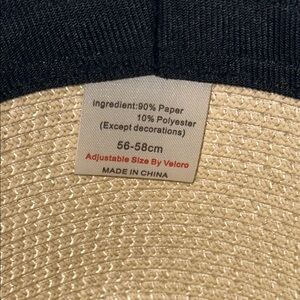 Ingredient:90% Paper
10% Polyester
(Except decorations)
56-58cm
Adjustable Size By Velcro
MADE IN CHINA